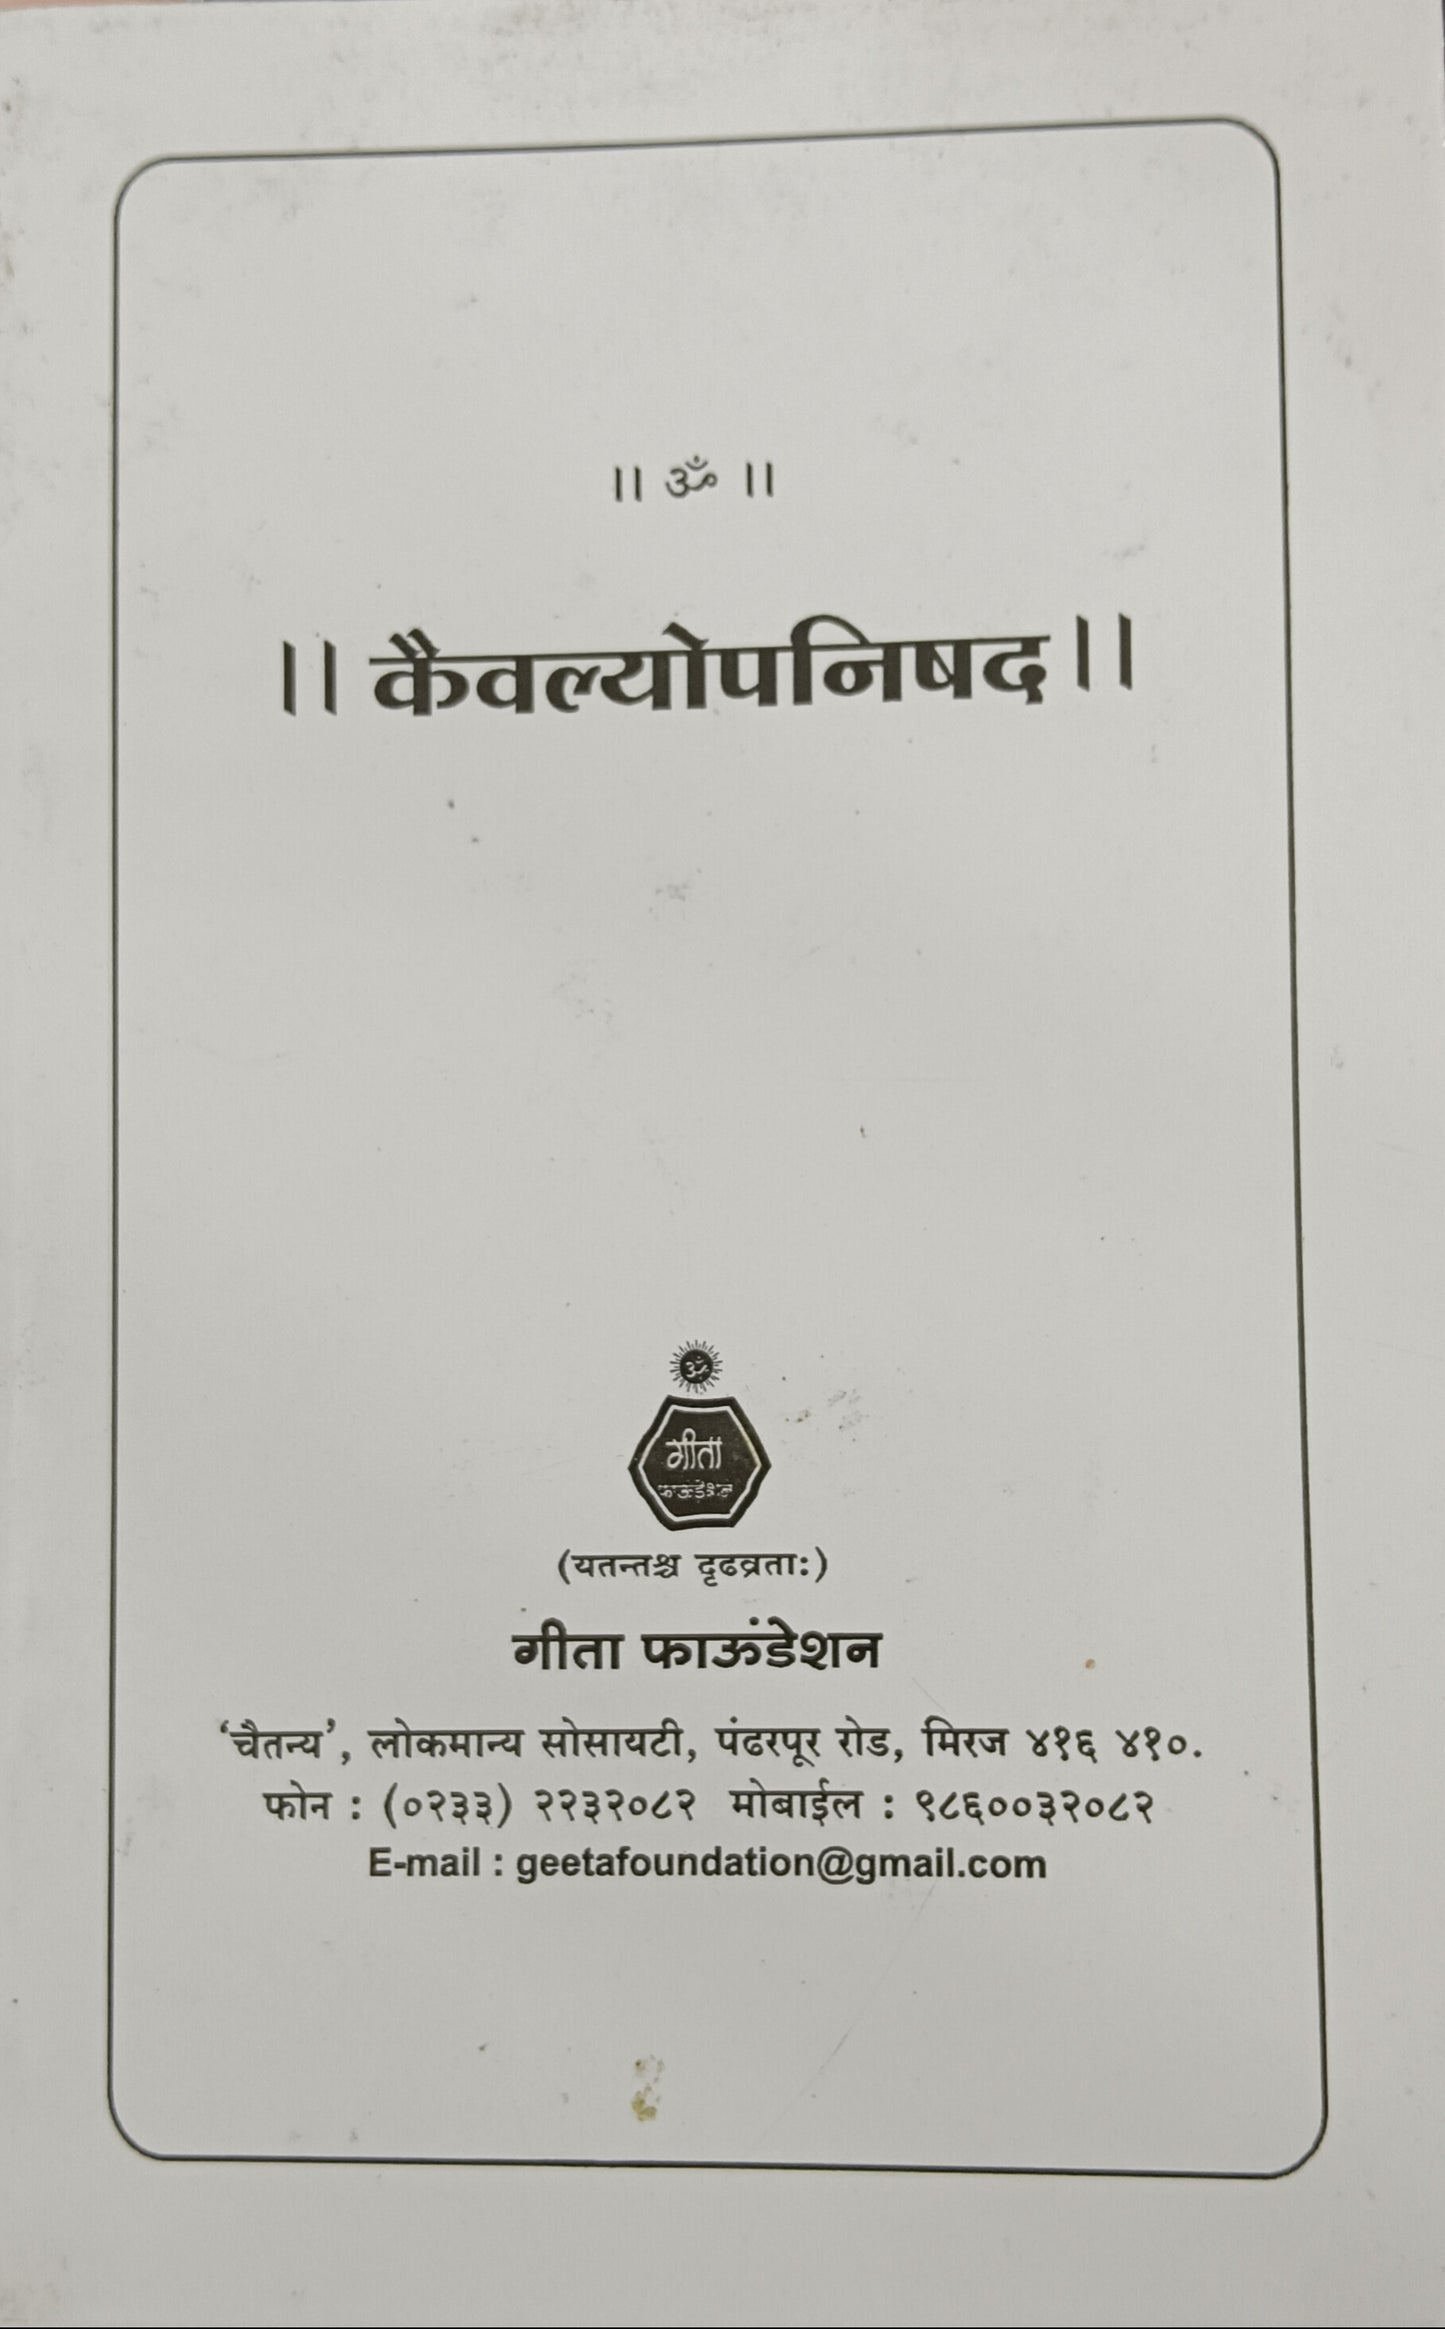 ।। ॐ ।।
।। कैवल्योपनिषद ।।
ॐ
गीता
फाऊंडेशन
(यतन्तश्च दृढव्रताः)
गीता फाऊंडेशन
‘चैतन्य’, लोकमान्य सोसायटी, पंढरपूर रोड, मिरज ४१६ ४१०.
फोन : (०२३३) २२३२०८२ मोबाईल : ९८६००३२०८२
E-mail : geetafoundation@gmail.com